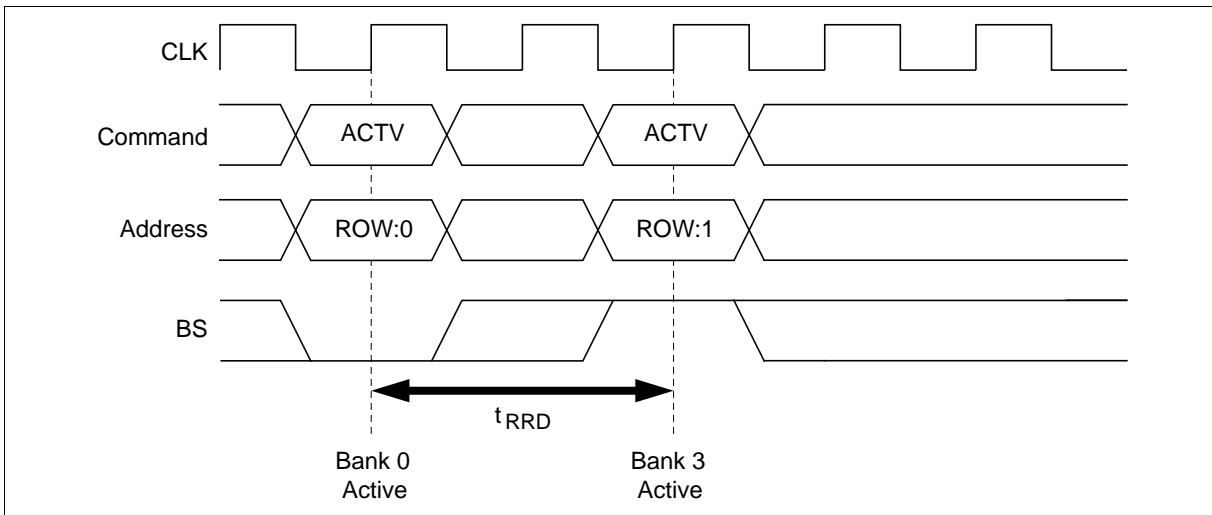 CLK
Command ACTV ACTV
Address ROW:0 ROW:1
BS
tRRD
Bank 0 Bank 3
Active Active